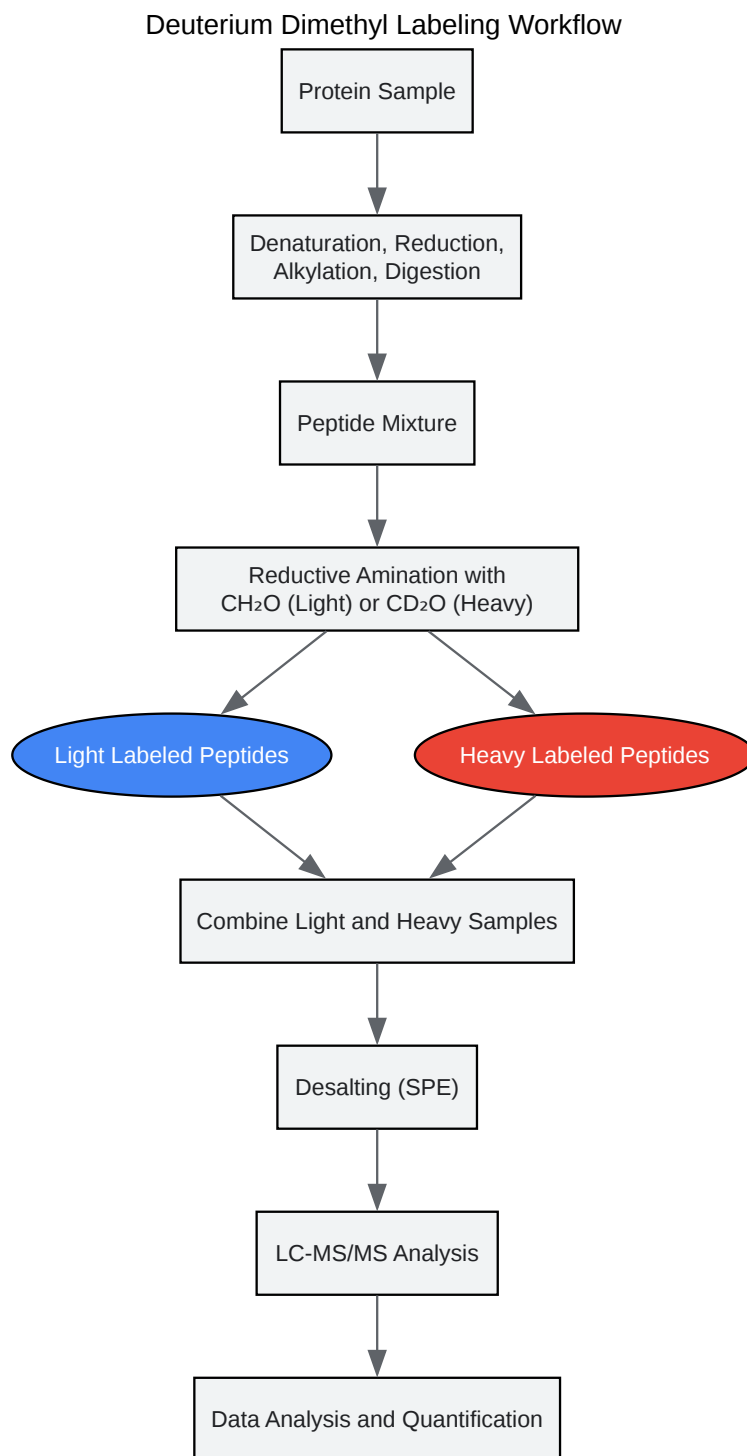 Deuterium Dimethyl Labeling Workflow
Protein Sample
Denaturation, Reduction,
Alkylation, Digestion
Peptide Mixture
Reductive Amination with
CH₂O (Light) or CD₂O (Heavy)
Light Labeled Peptides
Heavy Labeled Peptides
Combine Light and Heavy Samples
Desalting (SPE)
LC-MS/MS Analysis
Data Analysis and Quantification